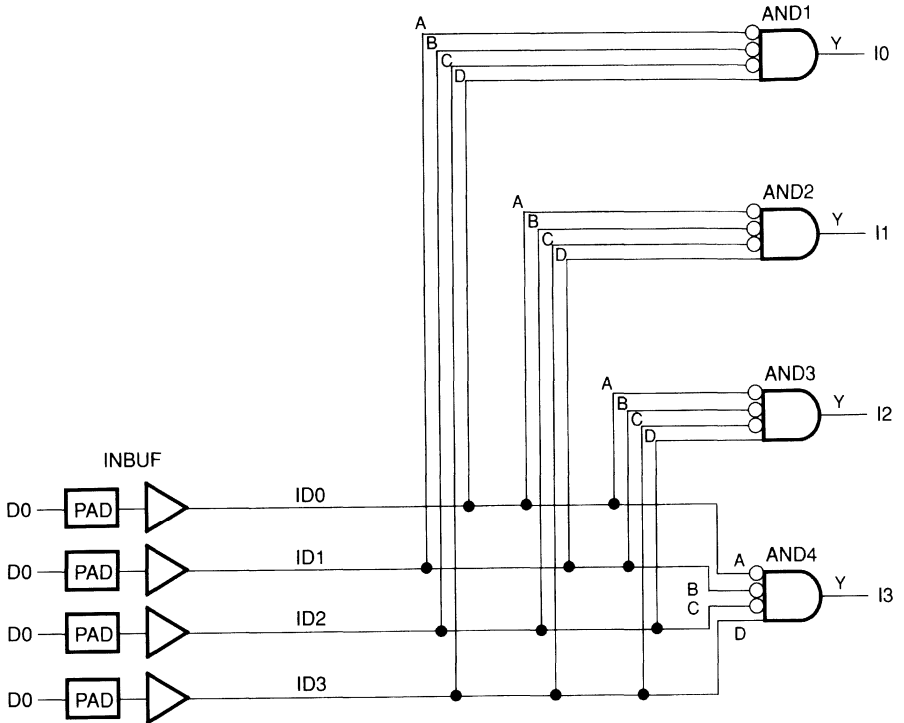 AND1
A
B
C
D
Y
I0
AND2
A
B
C
D
Y
I1
AND3
A
B
C
D
Y
I2
INBUF
D0
PAD
ID0
D0
PAD
ID1
AND4
A
B
C
D
Y
I3
D0
PAD
ID2
D0
PAD
ID3